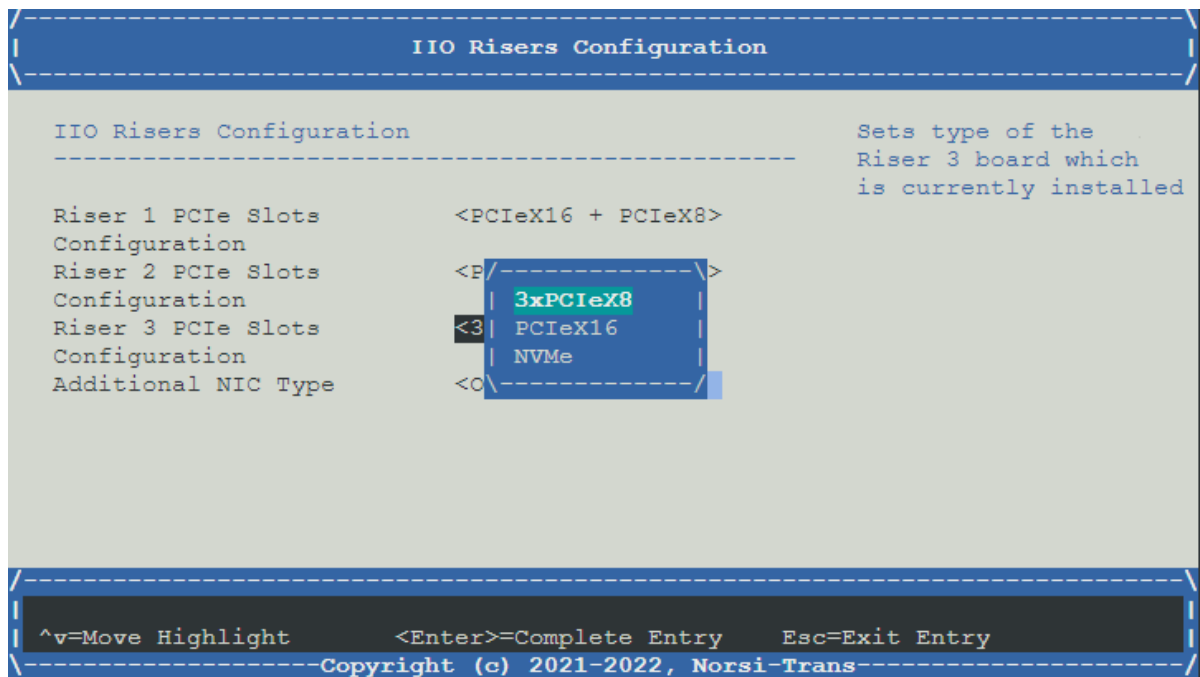 /------------------------------------------------------------------------------\
| IIO Risers Configuration |
\------------------------------------------------------------------------------/
IIO Risers Configuration Sets type of the
-------------------------------------------------- Riser 3 board which
is currently installed
Riser 1 PCIe Slots <PCIeX16 + PCIeX8>
Configuration
Riser 2 PCIe Slots <P/-------------\>
Configuration | 3xPCIeX8 |
Riser 3 PCIe Slots <3| PCIeX16 |
Configuration | NVMe |
Additional NIC Type <O\-------------/
/------------------------------------------------------------------------------\
| |
| ^v=Move Highlight <Enter>=Complete Entry Esc=Exit Entry |
\--------------------Copyright (c) 2021-2022, Norsi-Trans----------------------/